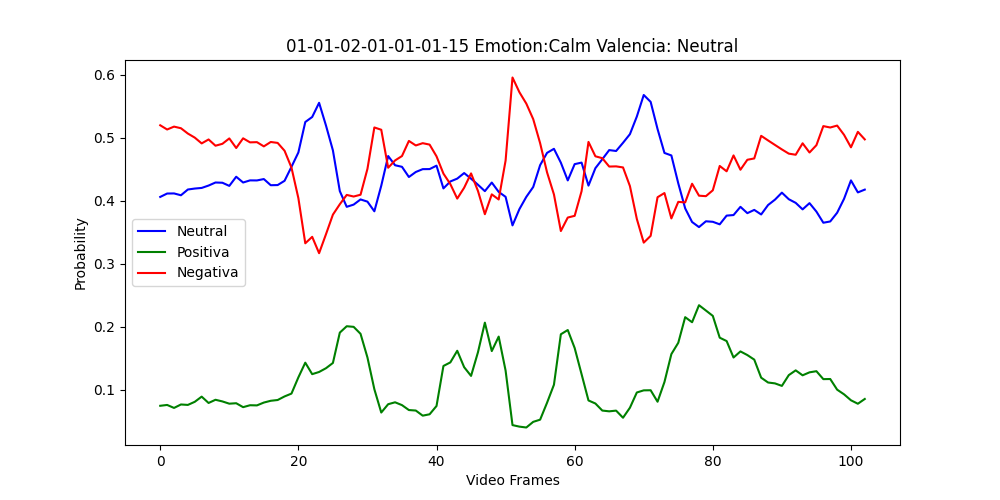 01-01-02-01-01-01-15 Emotion:Calm Valencia: Neutral
0.6
0.5
0.4
0.3
0.2
0.1
Probability
Neutral
Positiva
Negativa
0 20 40 60 80 100
Video Frames